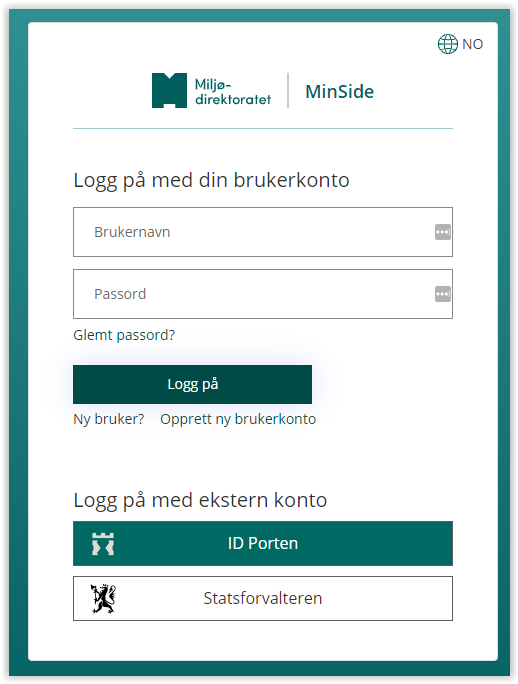 NO
Miljø-
direktoratet
MinSide
Logg på med din brukerkonto
Brukernavn
Passord
Glemt passord?
Logg på
Ny bruker? Opprett ny brukerkonto
Logg på med ekstern konto
ID Porten
Statsforvalteren